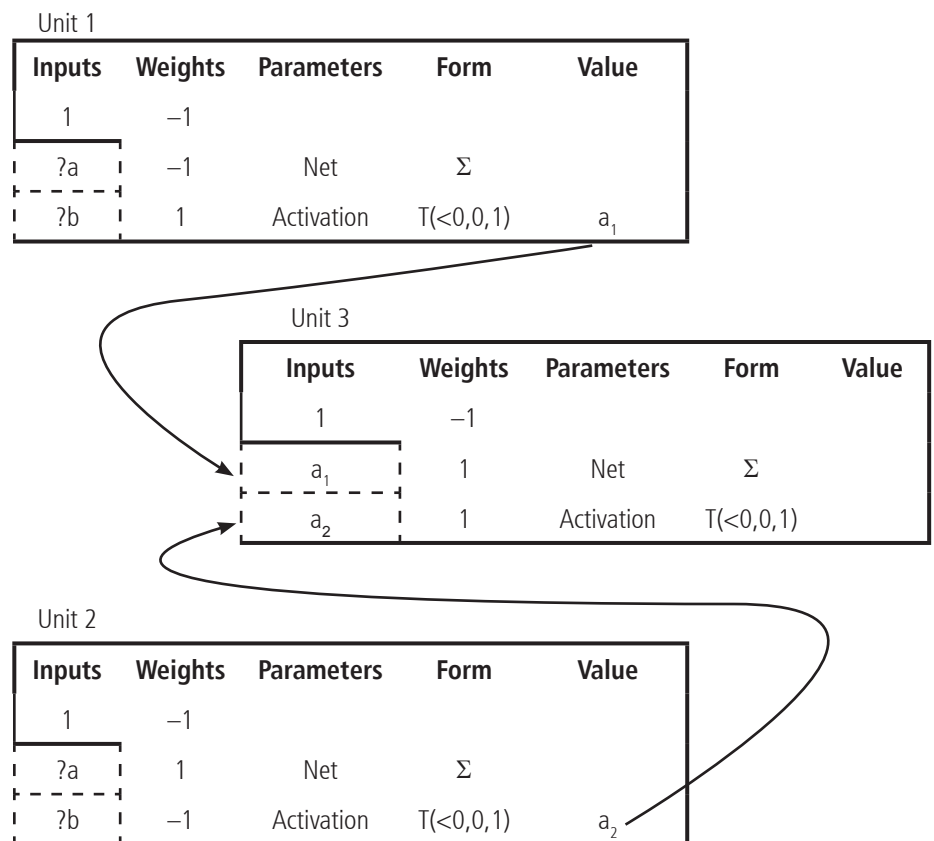 Unit 1
Inputs Weights Parameters Form Value
1 –1
?a –1 Net Σ
?b 1 Activation T(<0,0,1) a₁
Unit 3
Inputs Weights Parameters Form Value
1 –1
a₁ 1 Net Σ
a₂ 1 Activation T(<0,0,1)
Unit 2
Inputs Weights Parameters Form Value
1 –1
?a 1 Net Σ
?b –1 Activation T(<0,0,1) a₂